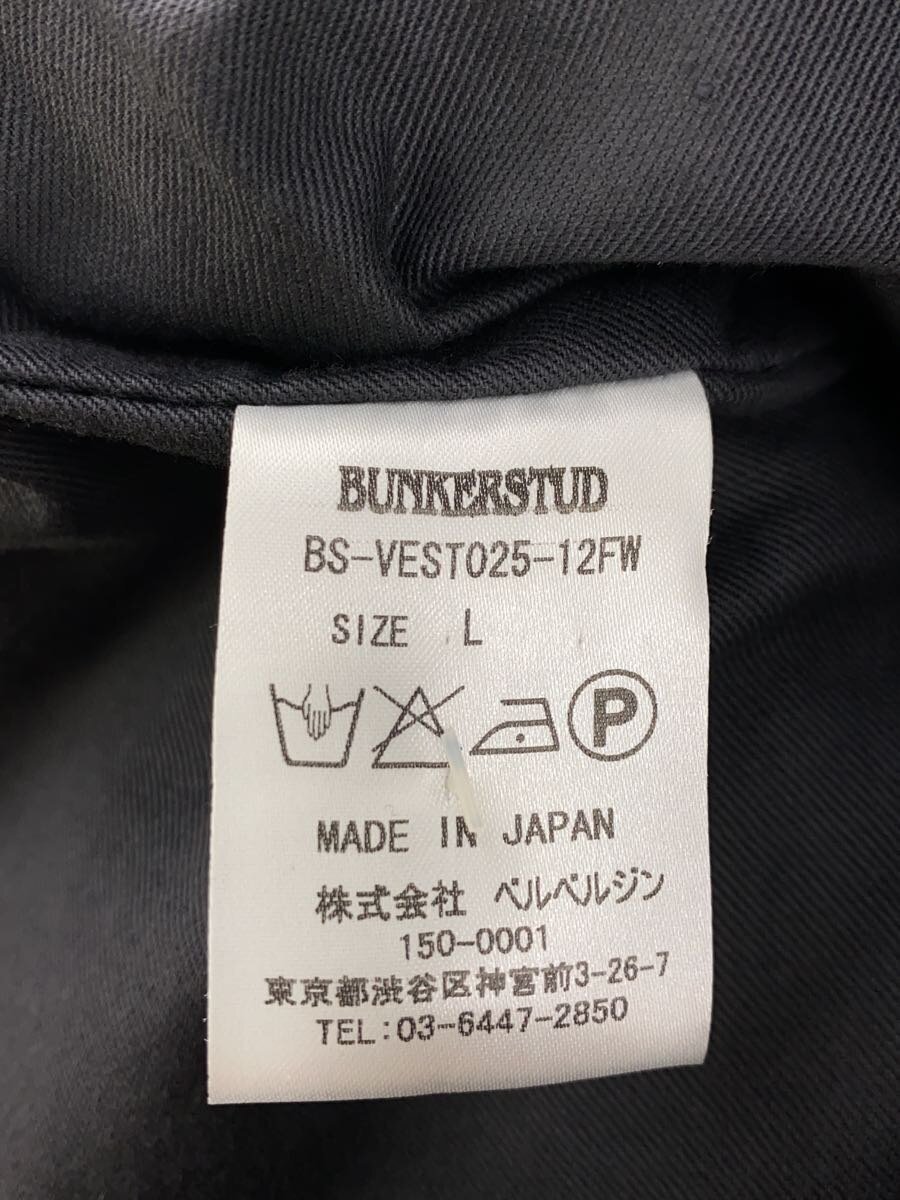 BUNKERSTUD
BS-VEST025-12FW
SIZE L
P
MADE IN JAPAN
株式会社 ベルベルジン
150-0001
東京都渋谷区神宮前3-26-7
TEL:03-6447-2850